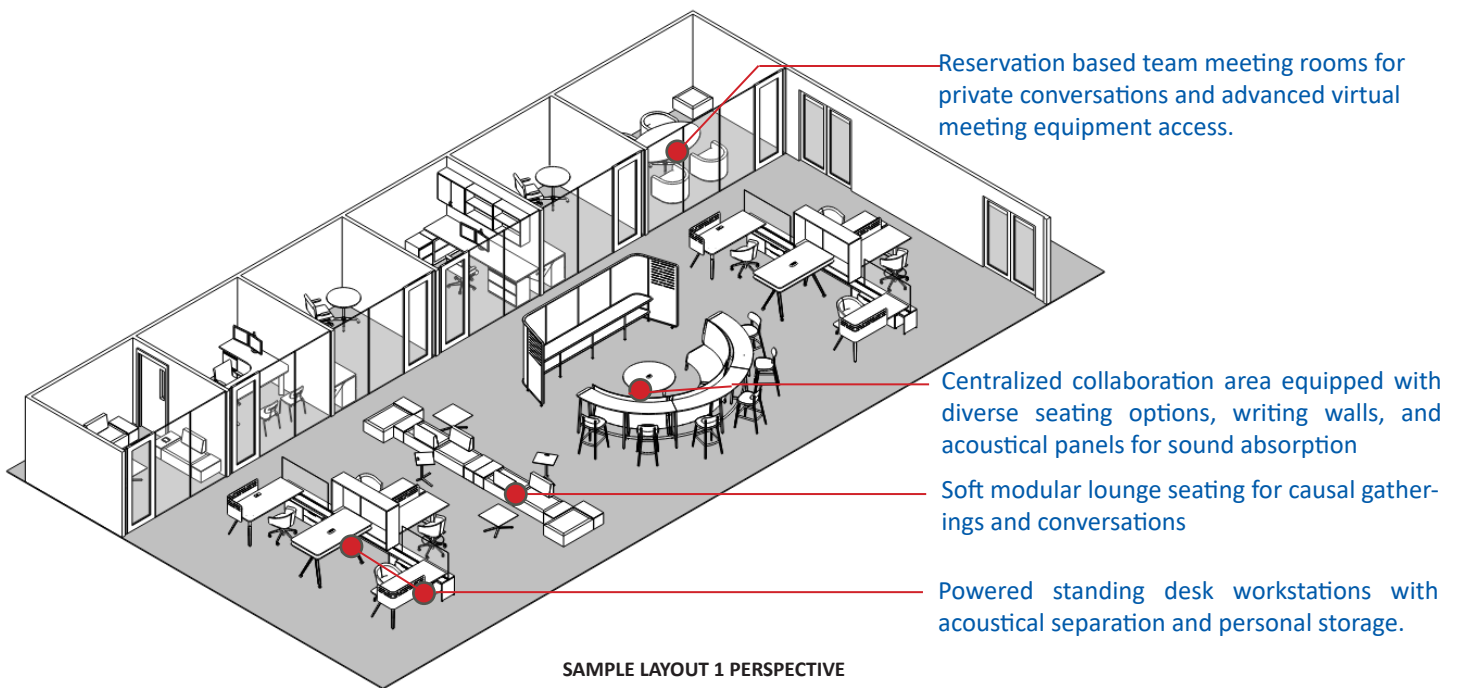 Reservation based team meeting rooms for
private conversations and advanced virtual
meeting equipment access.
Centralized collaboration area equipped with
diverse seating options, writing walls, and
acoustical panels for sound absorption
Soft modular lounge seating for causal gather-
ings and conversations
Powered standing desk workstations with
acoustical separation and personal storage.
SAMPLE LAYOUT 1 PERSPECTIVE